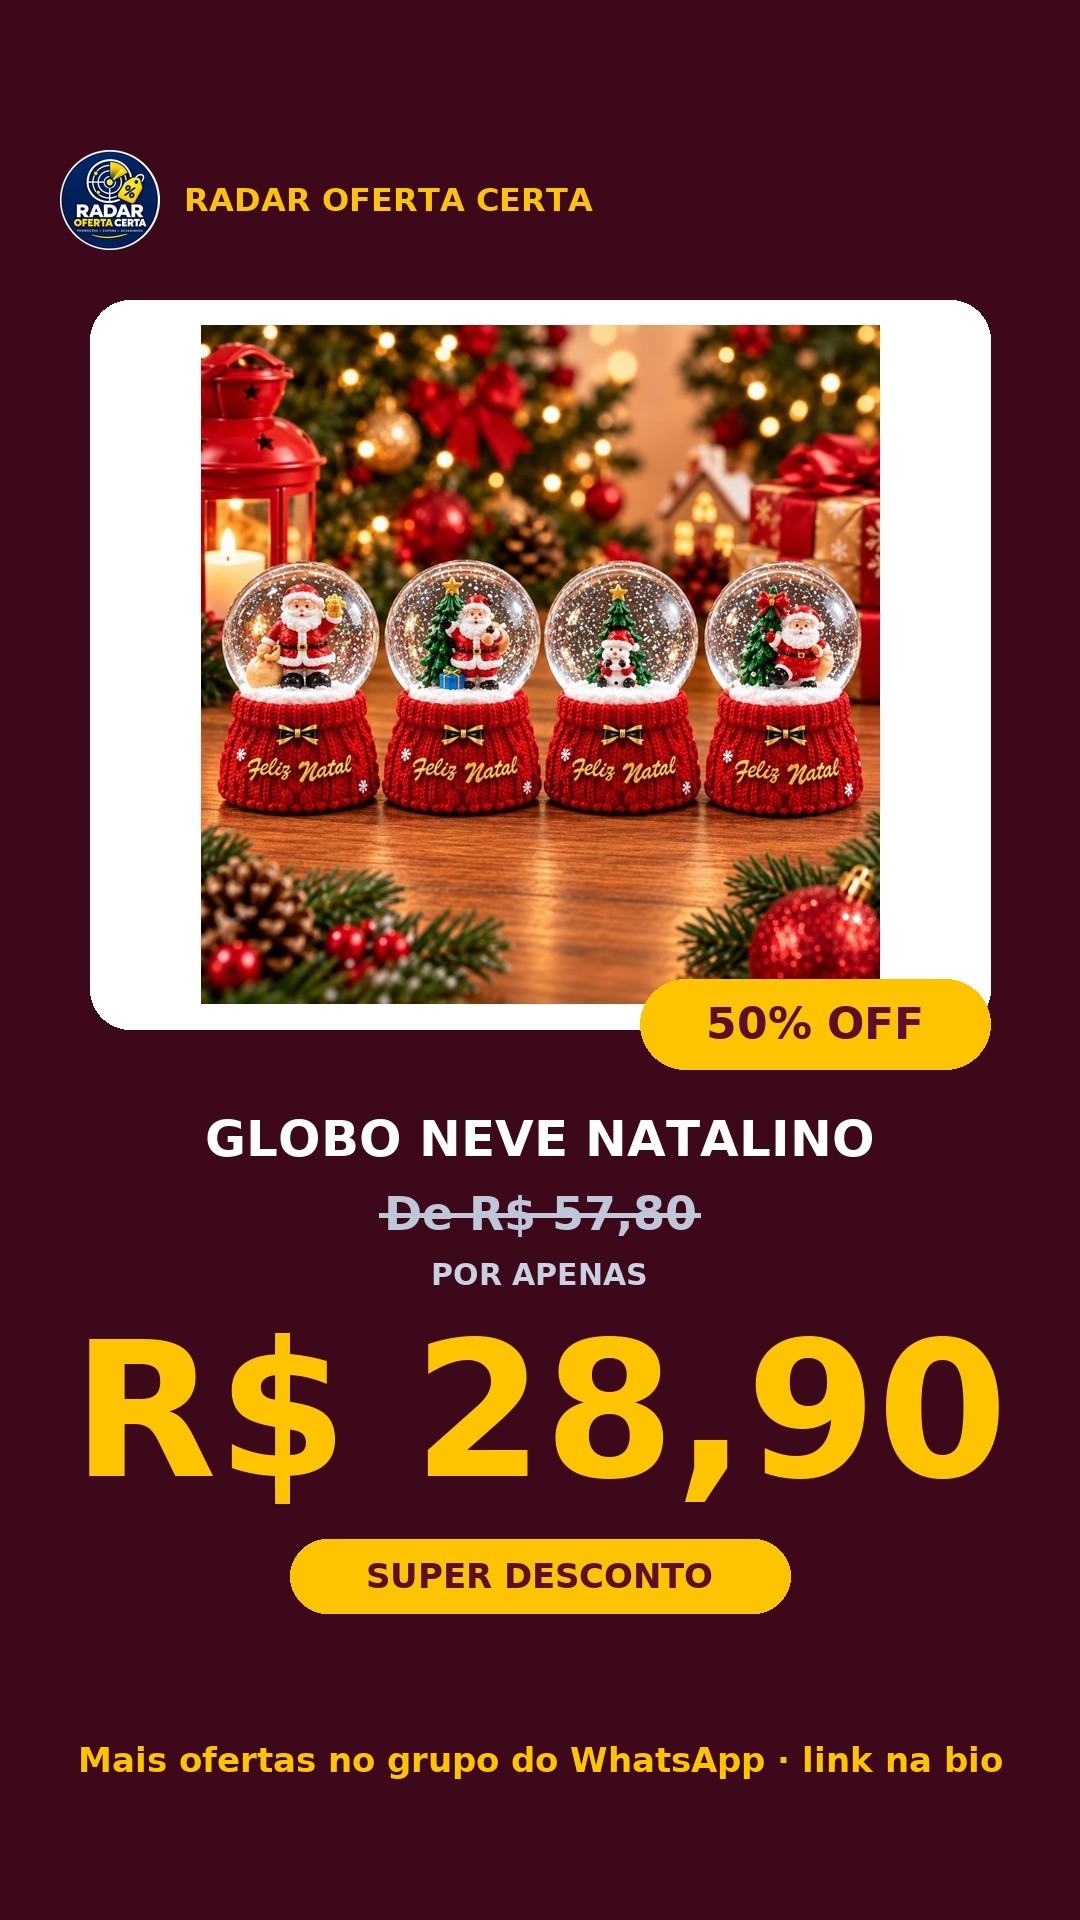 RADAR
OFERTA CERTA
RADAR OFERTA CERTA
Feliz Natal
Feliz Natal
Feliz Natal
Feliz Natal
50% OFF
GLOBO NEVE NATALINO
De R$ 57,80
POR APENAS
R$ 28,90
SUPER DESCONTO
Mais ofertas no grupo do WhatsApp · link na bio